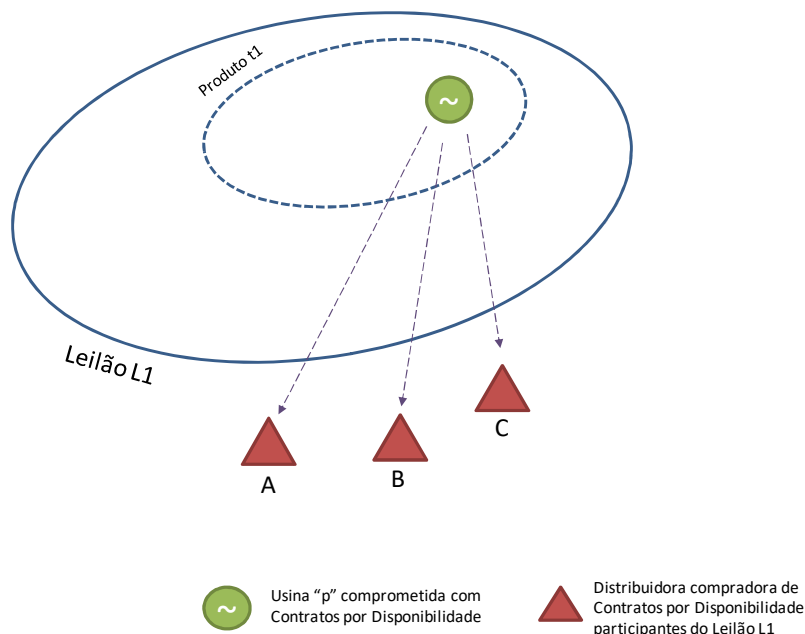 Produto t1
~
Leilão L1
C
A
B
~
Usina “p” comprometida com
Contratos por Disponibilidade
Distribuidora compradora de
Contratos por Disponibilidade
participantes do Leilão L1